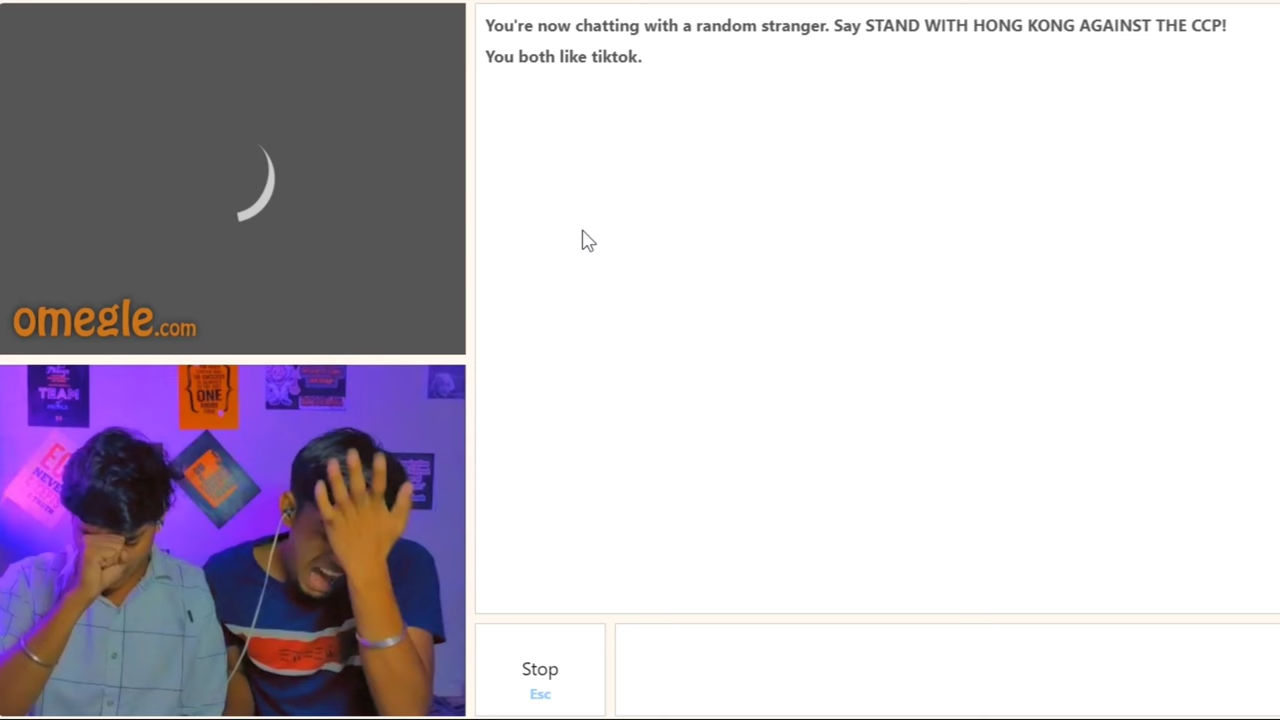 You're now chatting with a random stranger. Say STAND WITH HONG KONG AGAINST THE CCP!
You both like tiktok.
omegle.com
TEAM
ONE
NEVER
Stop
Esc